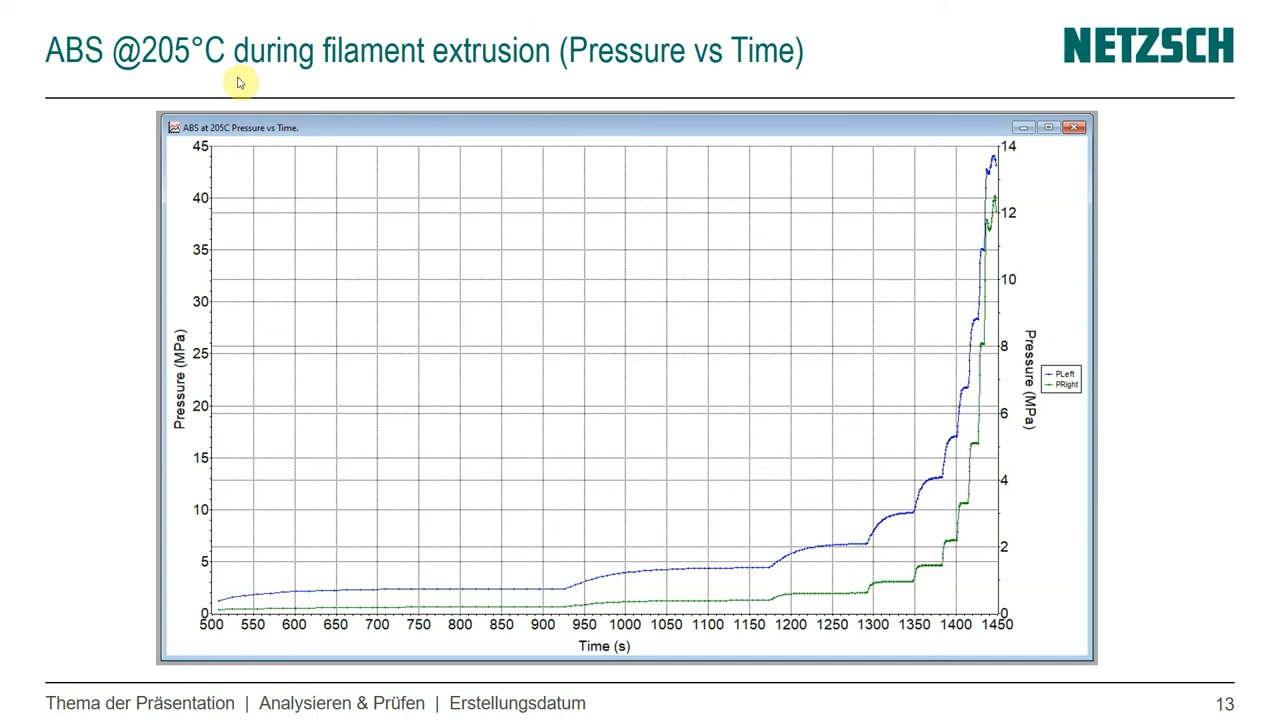 ABS @205°C during filament extrusion (Pressure vs Time)
NETZSCH
ABS at 205C Pressure vs Time.
45
40
35
30
25
20
15
10
5
0
Pressure (MPa)
14
12
10
8
6
4
2
0
Pressure (MPa)
PLeft
PRight
500 550 600 650 700 750 800 850 900 950 1000 1050 1100 1150 1200 1250 1300 1350 1400 1450
Time (s)
Thema der Präsentation | Analysieren & Prüfen | Erstellungsdatum
13